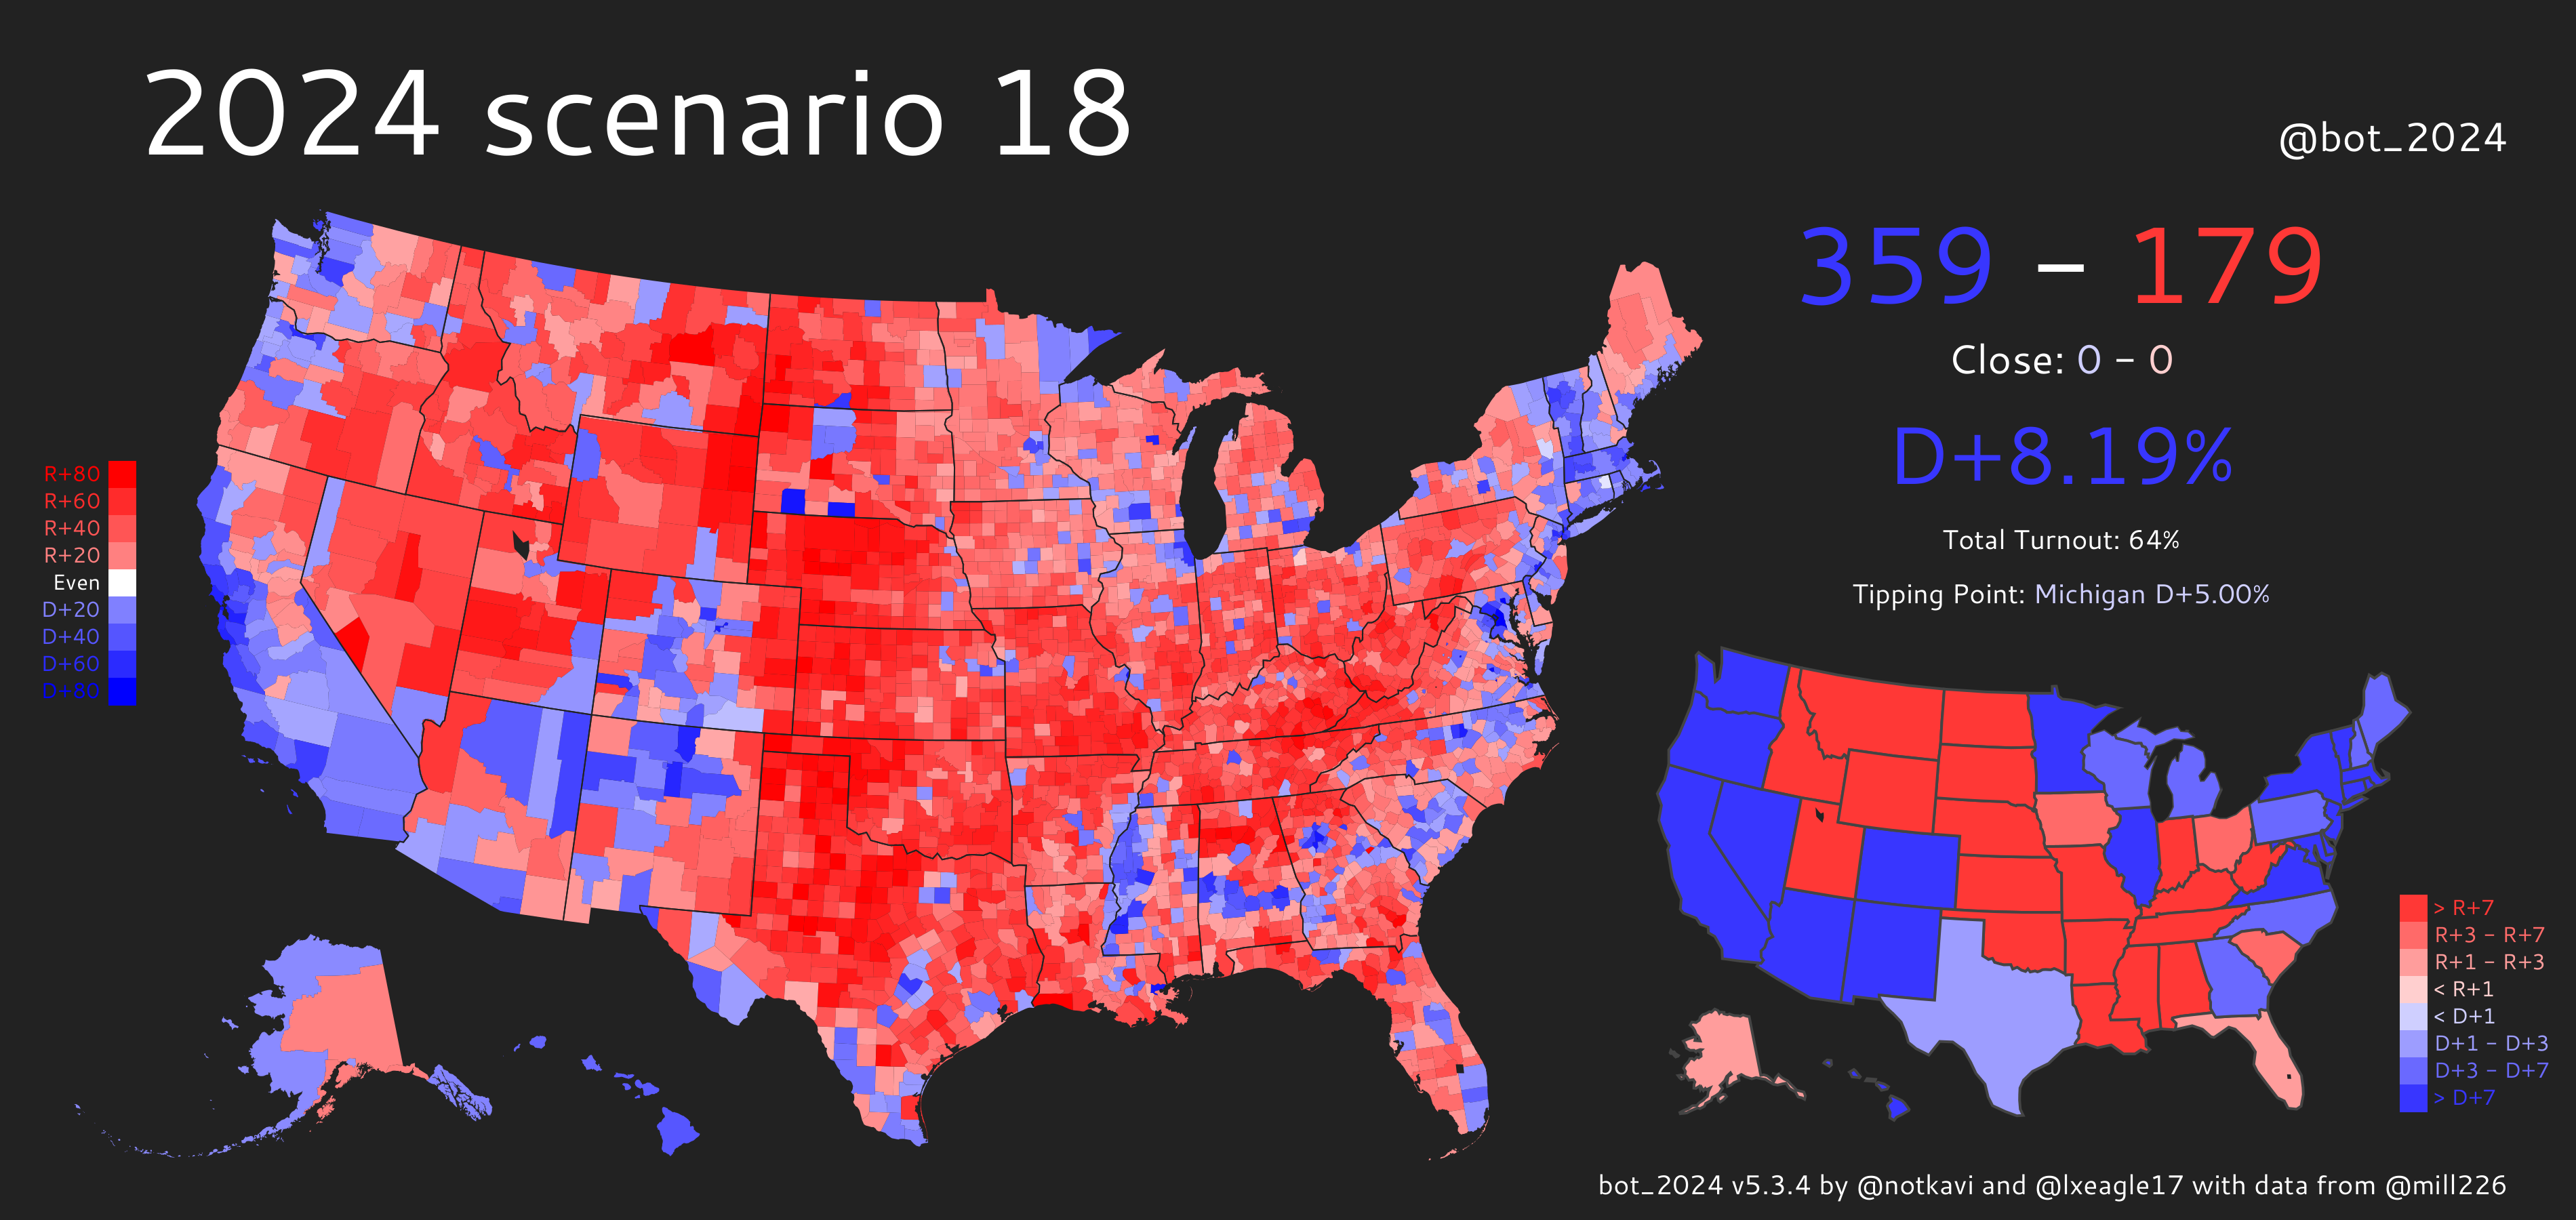 2024 scenario 18
@bot_2024
359 – 179
Close: 0 – 0
D+8.19%
Total Turnout: 64%
Tipping Point: Michigan D+5.00%
R+80
R+60
R+40
R+20
Even
D+20
D+40
D+60
D+80
> R+7
R+3 – R+7
R+1 – R+3
< R+1
< D+1
D+1 – D+3
D+3 – D+7
> D+7
bot_2024 v5.3.4 by @notkavi and @lxeagle17 with data from @mill226